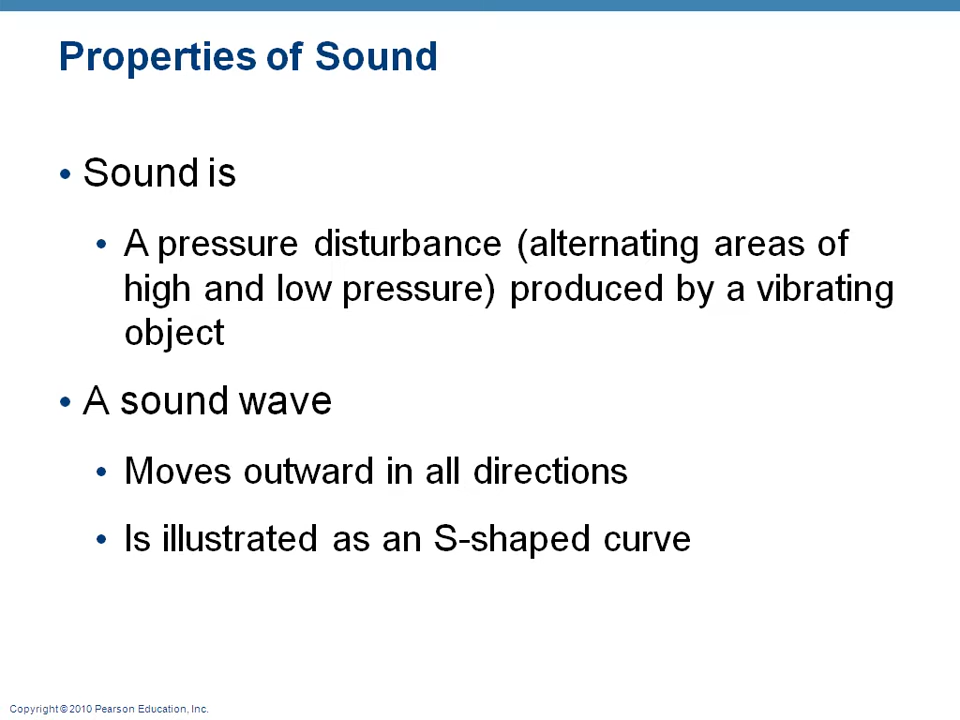 Properties of Sound
• Sound is
• A pressure disturbance (alternating areas of
high and low pressure) produced by a vibrating
object
• A sound wave
• Moves outward in all directions
• Is illustrated as an S-shaped curve
Copyright © 2010 Pearson Education, Inc.